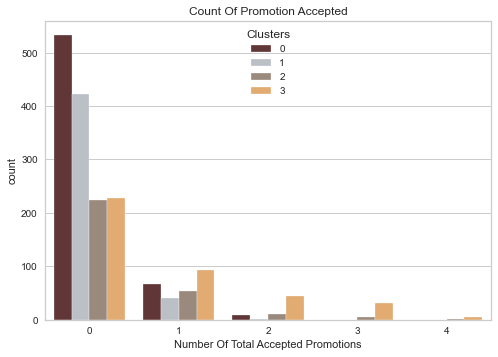 Count Of Promotion Accepted
Clusters
0
1
2
3
count
500
400
300
200
100
0
0 1 2 3 4
Number Of Total Accepted Promotions